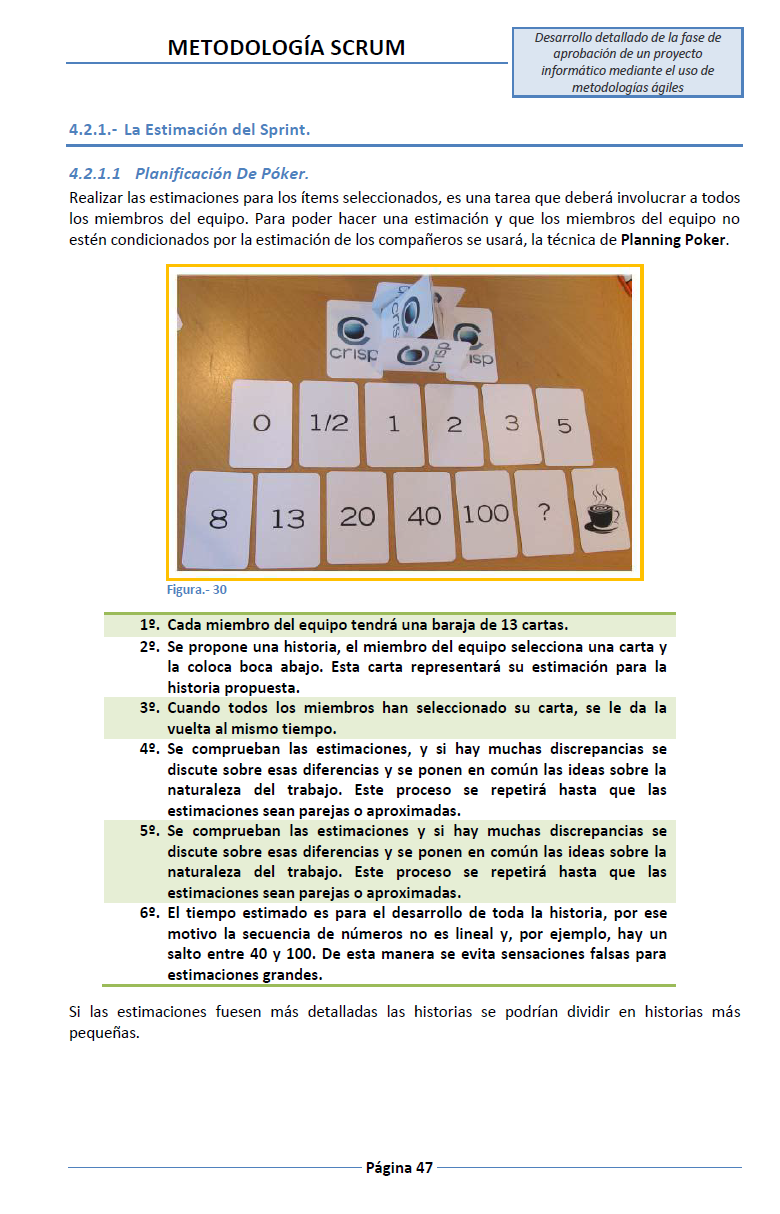 METODOLOGÍA SCRUM
Desarrollo detallado de la fase de
aprobación de un proyecto
informático mediante el uso de
metodologías ágiles
4.2.1.- La Estimación del Sprint.
4.2.1.1 Planificación De Póker.
Realizar las estimaciones para los ítems seleccionados, es una tarea que deberá involucrar a todos
los miembros del equipo. Para poder hacer una estimación y que los miembros del equipo no
estén condicionados por la estimación de los compañeros se usará, la técnica de Planning Poker.
crisp
crisp
crisp
isp
0 1/2 1 2 3 5
8 13 20 40 100 ?
Figura.- 30
1º. Cada miembro del equipo tendrá una baraja de 13 cartas.
2º. Se propone una historia, el miembro del equipo selecciona una carta y
la coloca boca abajo. Esta carta representará su estimación para la
historia propuesta.
3º. Cuando todos los miembros han seleccionado su carta, se le da la
vuelta al mismo tiempo.
4º. Se comprueban las estimaciones, y si hay muchas discrepancias se
discute sobre esas diferencias y se ponen en común las ideas sobre la
naturaleza del trabajo. Este proceso se repetirá hasta que las
estimaciones sean parejas o aproximadas.
5º. Se comprueban las estimaciones y si hay muchas discrepancias se
discute sobre esas diferencias y se ponen en común las ideas sobre la
naturaleza del trabajo. Este proceso se repetirá hasta que las
estimaciones sean parejas o aproximadas.
6º. El tiempo estimado es para el desarrollo de toda la historia, por ese
motivo la secuencia de números no es lineal y, por ejemplo, hay un
salto entre 40 y 100. De esta manera se evita sensaciones falsas para
estimaciones grandes.
Si las estimaciones fuesen más detalladas las historias se podrían dividir en historias más
pequeñas.
Página 47